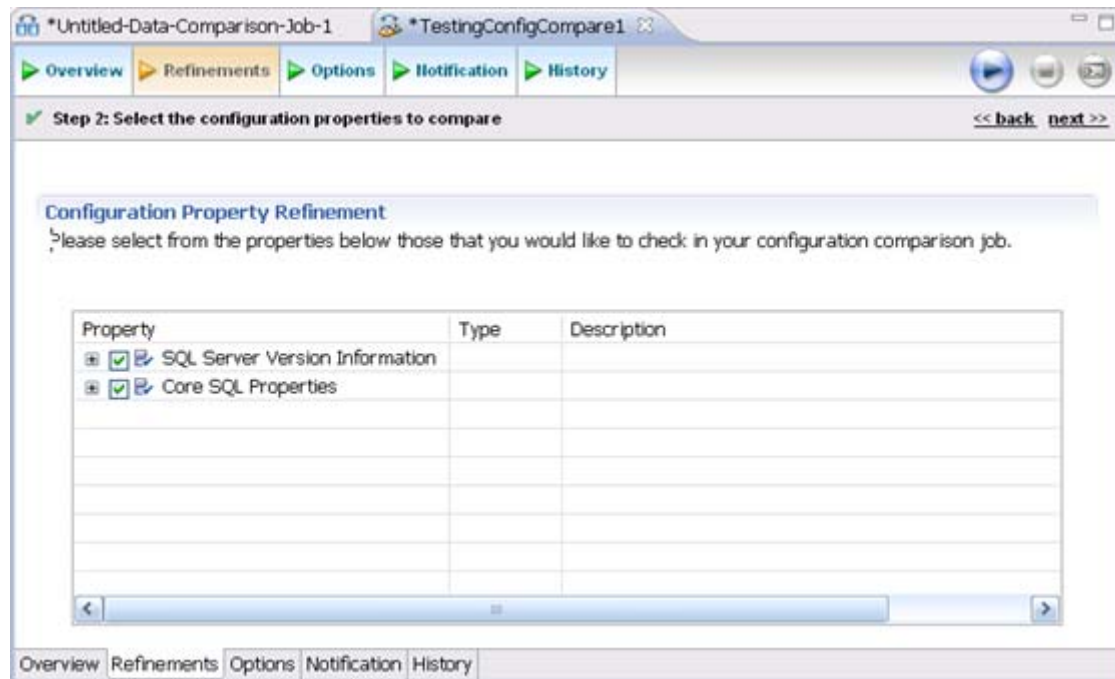 *Untitled-Data-Comparison-Job-1 *TestingConfigCompare1
Overview Refinements Options Notification History
Step 2: Select the configuration properties to compare << back next >>
Configuration Property Refinement
Please select from the properties below those that you would like to check in your configuration comparison job.
Property Type Description
SQL Server Version Information
Core SQL Properties
Overview Refinements Options Notification History